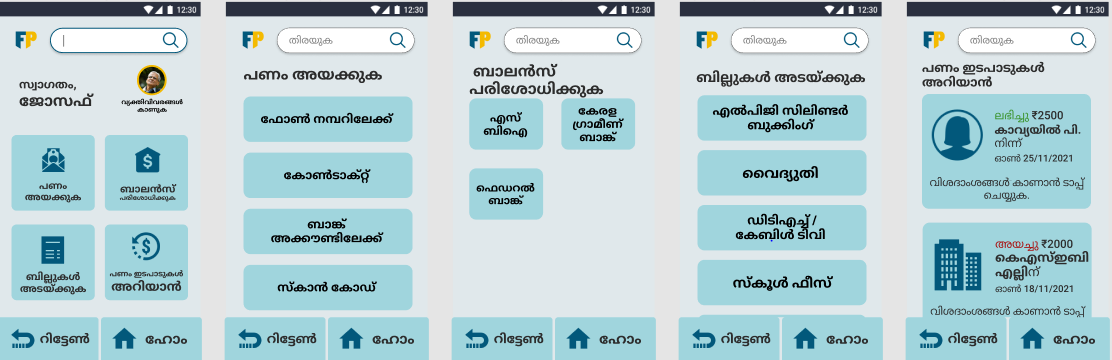 12:30
FP
സ്വാഗതം,
ജോസഫ്
വ്യക്തിവിവരങ്ങൾ
കാണുക
പണം
അയക്കുക
ബാലൻസ്
പരിശോധിക്കുക
ബില്ലുകൾ
അടയ്ക്കുക
പണം ഇടപാടുകൾ
അറിയാൻ
റിട്ടേൺ
ഹോം
12:30
FP
തിരയുക
പണം അയക്കുക
ഫോൺ നമ്പറിലേക്ക്
കോൺടാക്റ്റ്
ബാങ്ക്
അക്കൗണ്ടിലേക്ക്
സ്കാൻ കോഡ്
റിട്ടേൺ
ഹോം
12:30
FP
തിരയുക
ബാലൻസ്
പരിശോധിക്കുക
എസ്
ബിഐ
കേരള
ഗ്രാമീണ്
ബാങ്ക്
ഫെഡറൽ
ബാങ്ക്
റിട്ടേൺ
ഹോം
12:30
FP
തിരയുക
ബില്ലുകൾ അടയ്ക്കുക
എൽപിജി സിലിണ്ടർ
ബുക്കിംഗ്
വൈദ്യുതി
ഡിടിഎച്ച് /
കേബിൾ ടിവി
സ്കൂൾ ഫീസ്
റിട്ടേൺ
ഹോം
12:30
FP
തിരയുക
പണം ഇടപാടുകൾ
അറിയാൻ
ലഭിച്ചു ₹2500
കാവ്യയിൽ പി.
നിന്ന്
ഓൺ 25/11/2021
വിശദാംശങ്ങൾ കാണാൻ ടാപ്പ്
ചെയ്യുക.
അയച്ചു ₹2000
കെഎസ്ഇബി
എല്ലിന്
ഓൺ 18/11/2021
വിശദാംശങ്ങൾ കാണാൻ ടാപ്പ്
റിട്ടേൺ
ഹോം